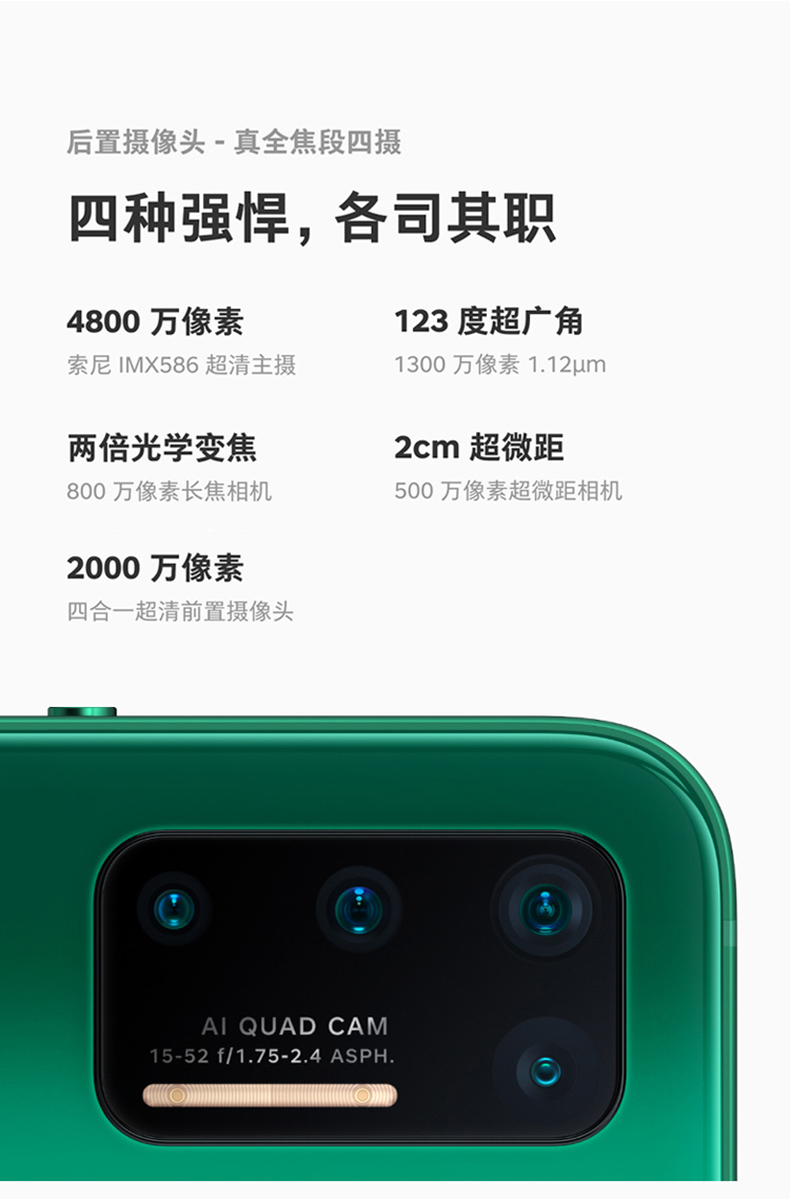 后置摄像头 - 真全焦段四摄
四种强悍，各司其职
4800 万像素
索尼 IMX586 超清主摄
123 度超广角
1300 万像素 1.12μm
两倍光学变焦
800 万像素长焦相机
2cm 超微距
500 万像素超微距相机
2000 万像素
四合一超清前置摄像头
AI QUAD CAM
15-52 f/1.75-2.4 ASPH.